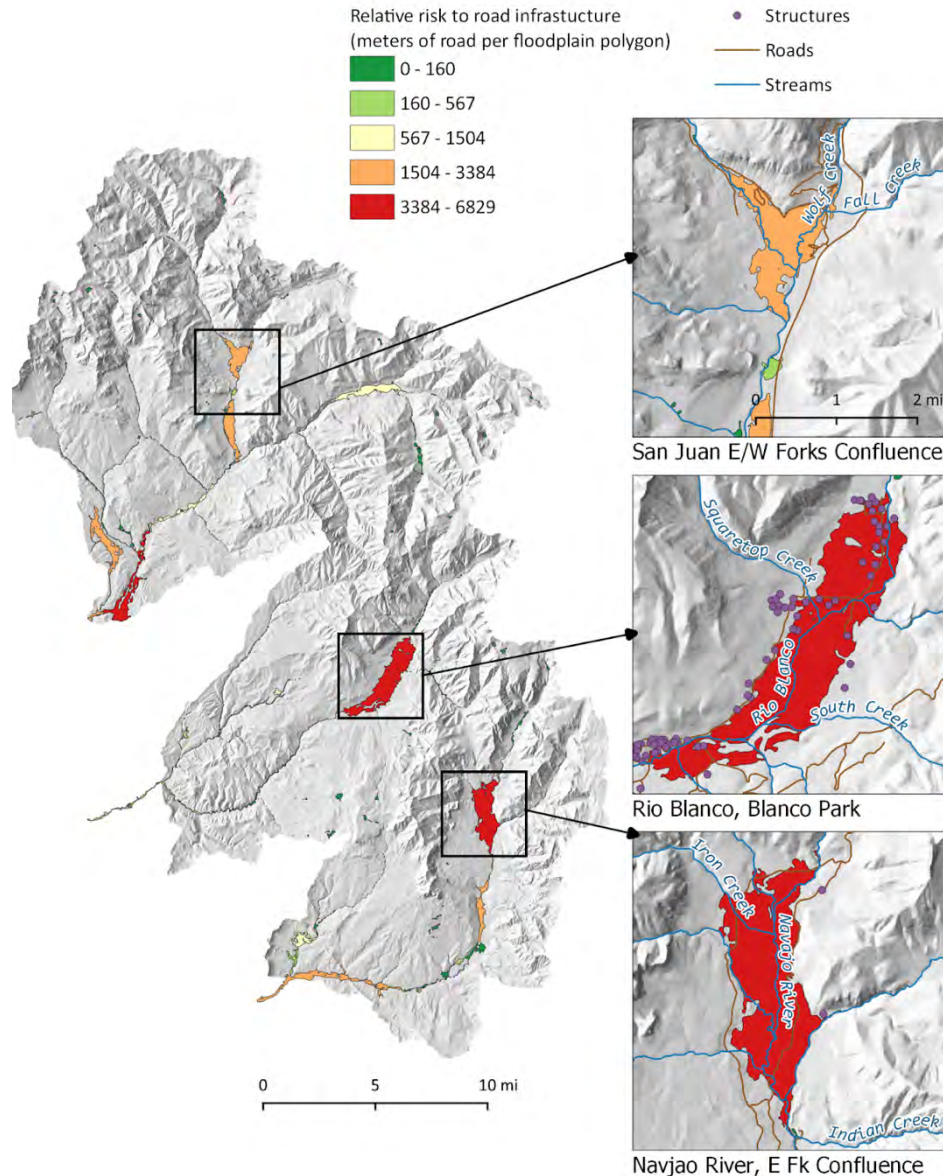 Relative risk to road infrastucture
(meters of road per floodplain polygon)
0 - 160
160 - 567
567 - 1504
1504 - 3384
3384 - 6829
Structures
Roads
Streams
Wolf Creek
Fall Creek
0 1 2 mi
San Juan E/W Forks Confluence
Squaretop Creek
Rio Blanco
South Creek
Rio Blanco, Blanco Park
Iron Creek
Navajo River
Indian Creek
Navjao River, E Fk Confluence
0 5 10 mi